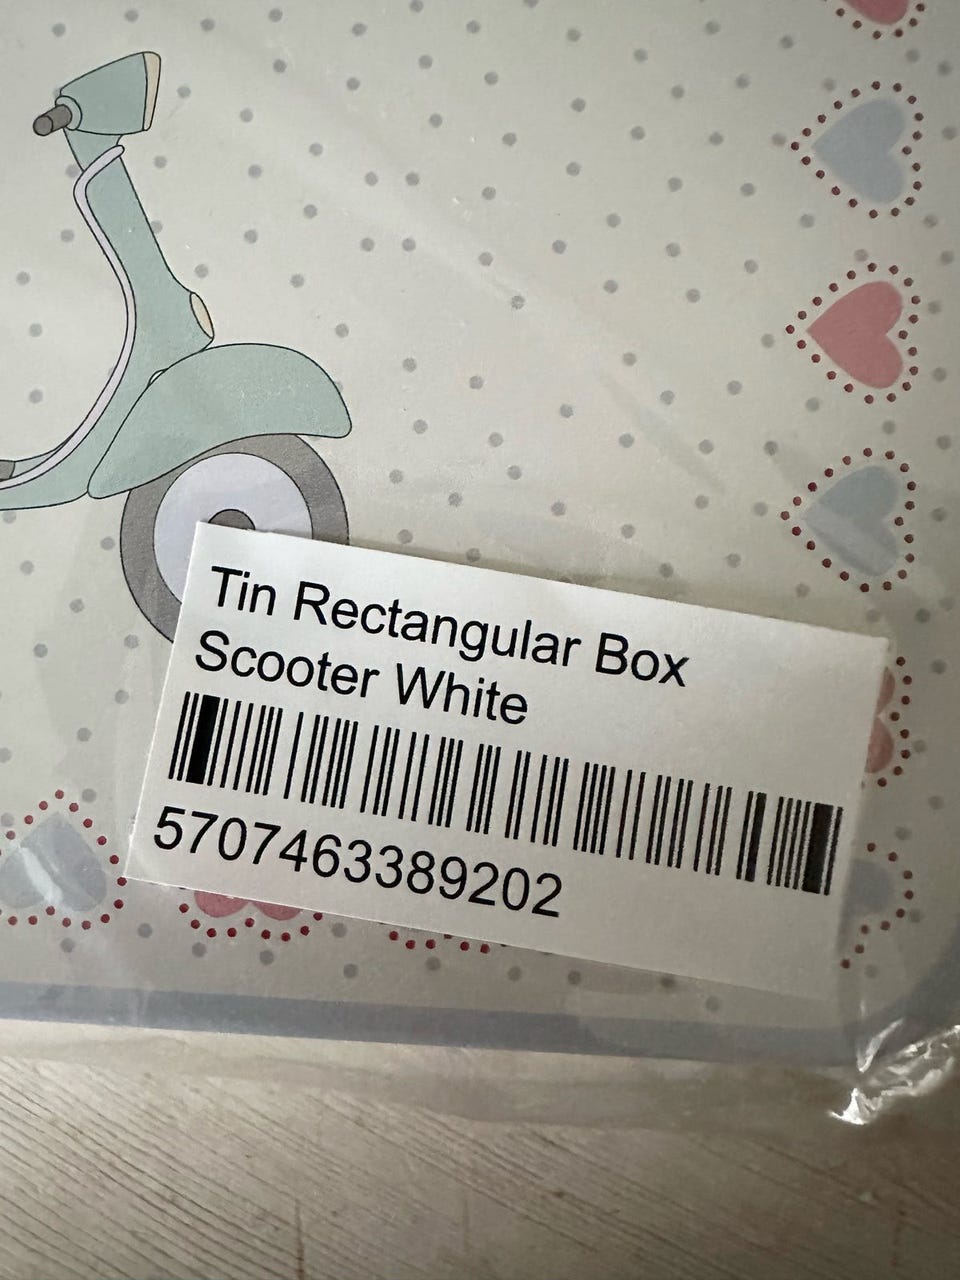 Tin Rectangular Box
Scooter White
5707463389202